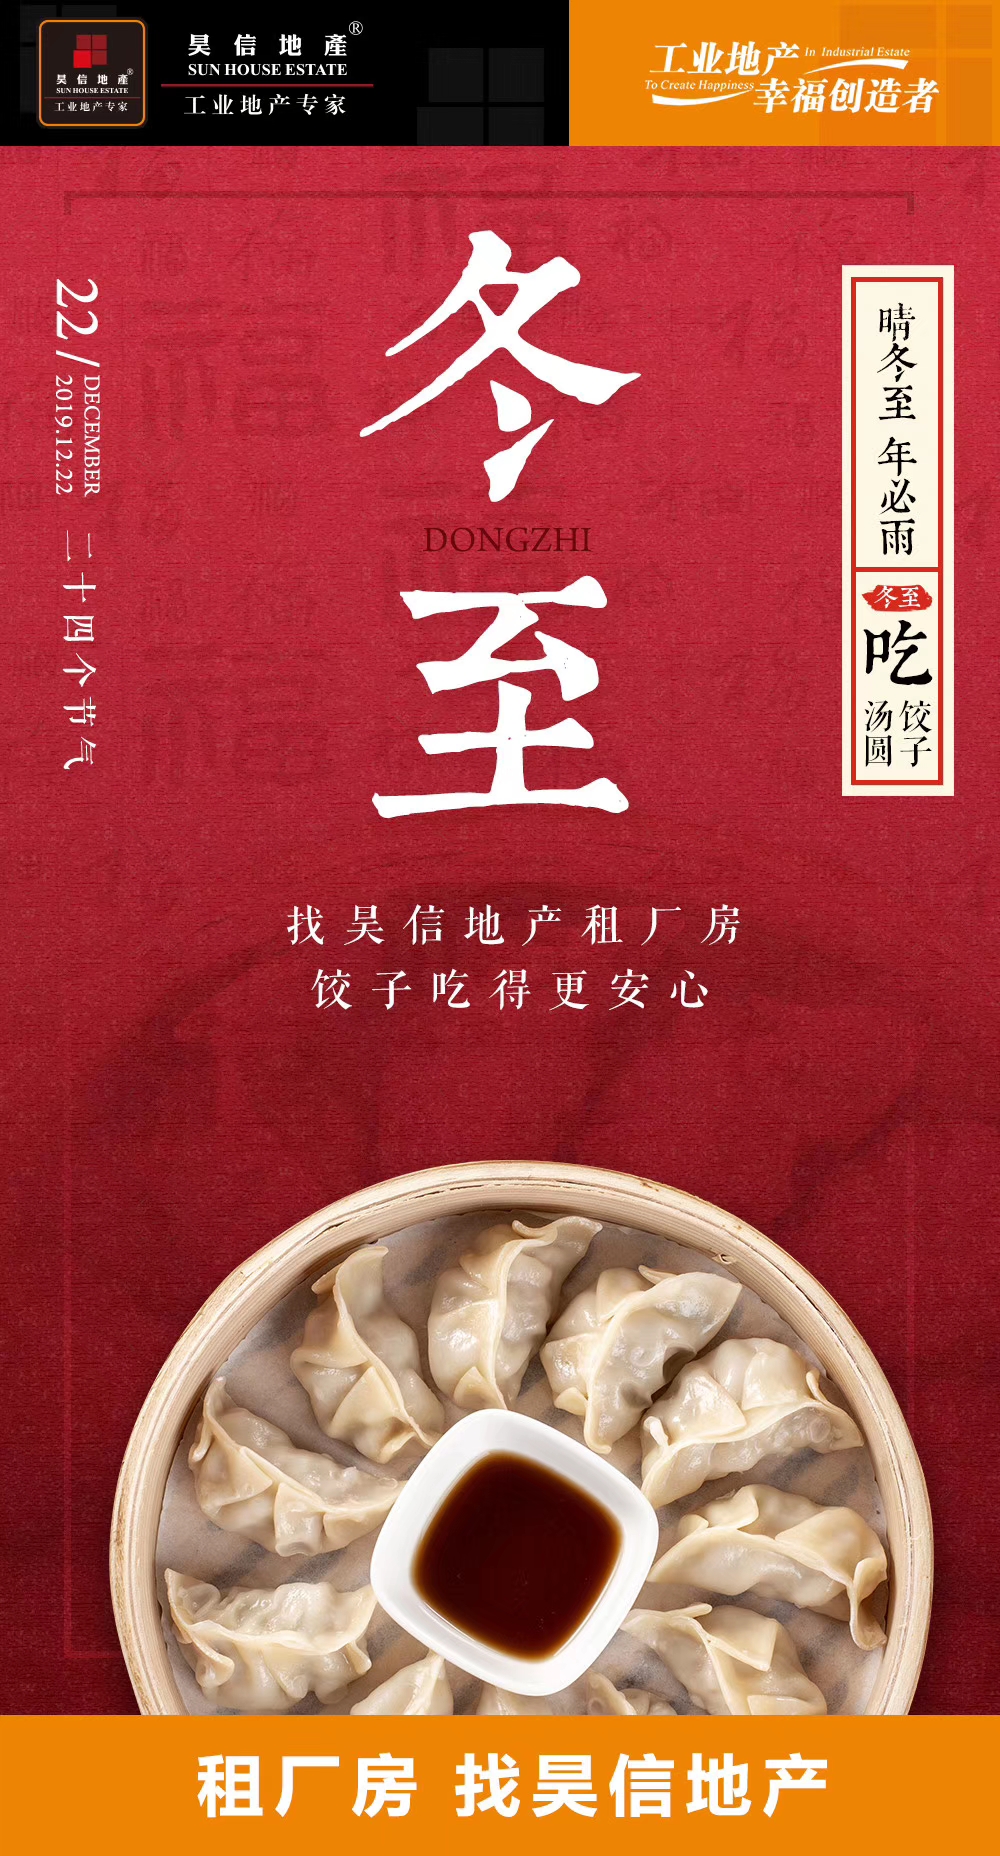 昊信地產®
SUN HOUSE ESTATE
工业地产专家
昊信地產®
SUN HOUSE ESTATE
工业地产专家
工业地产 In Industrial Estate
To Create Happiness 幸福创造者
22/DECEMBER
2019.12.22
二十四个节气
冬
DONGZHI
至
晴冬至 年必雨
冬至
吃
饺子
汤圆
找昊信地产租厂房
饺子吃得更安心
租厂房 找昊信地产